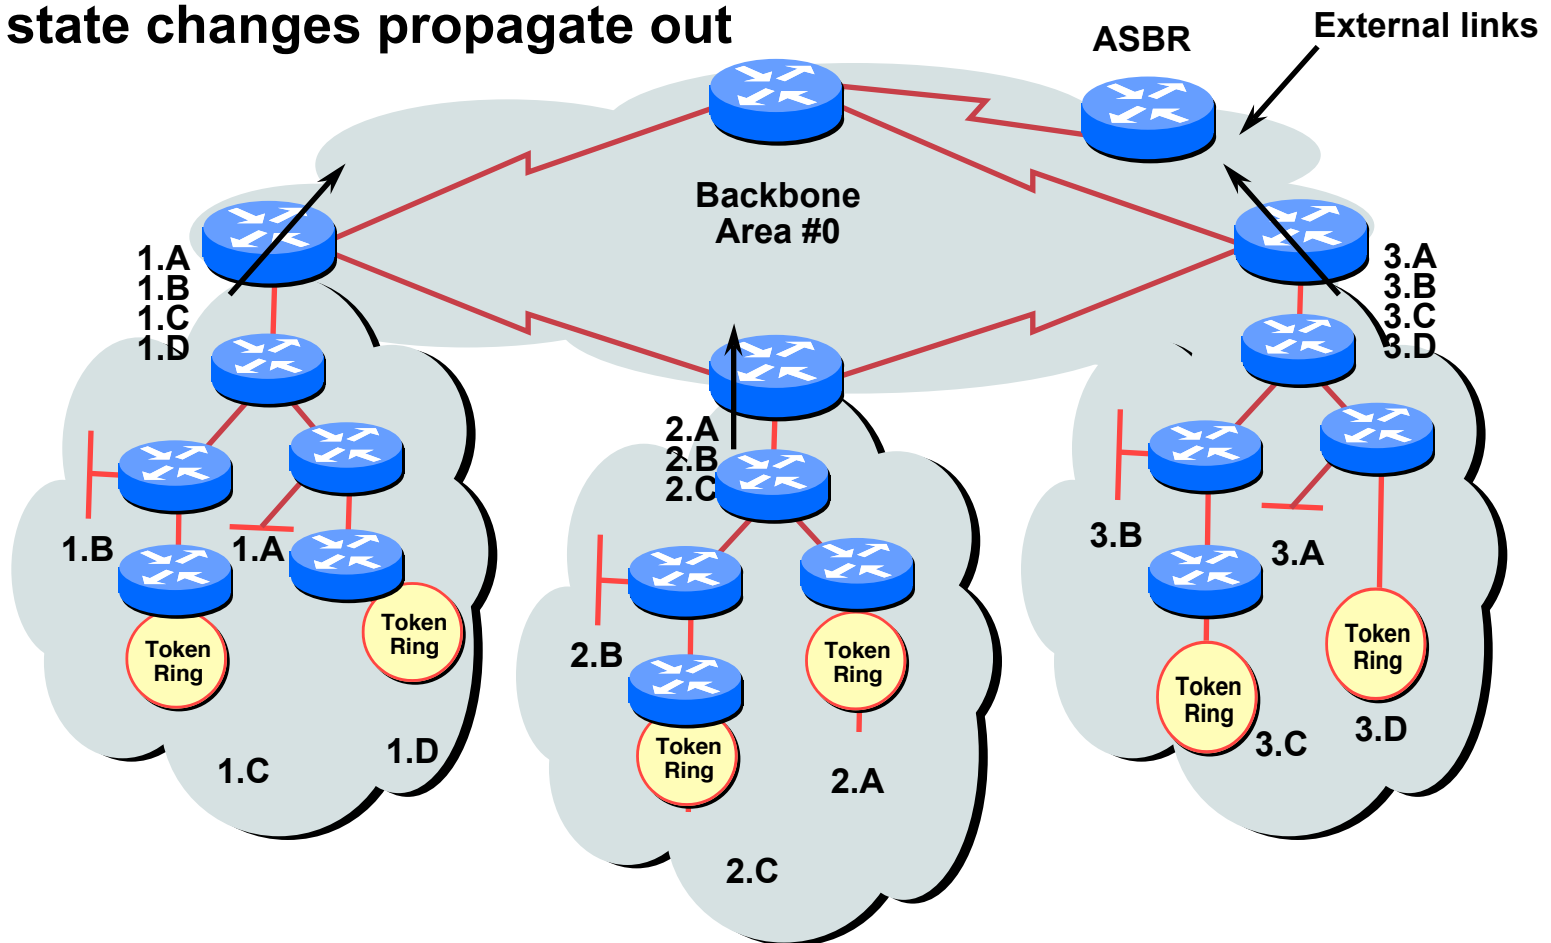 state changes propagate out
External links
ASBR
Backbone
Area #0
1.A
1.B
1.C
1.D
3.A
3.B
3.C
3.D
2.A
2.B
2.C
1.B
1.A
Token
Ring
Token
Ring
1.C
1.D
2.B
Token
Ring
Token
Ring
2.A
2.C
3.B
3.A
Token
Ring
Token
Ring
3.C
3.D